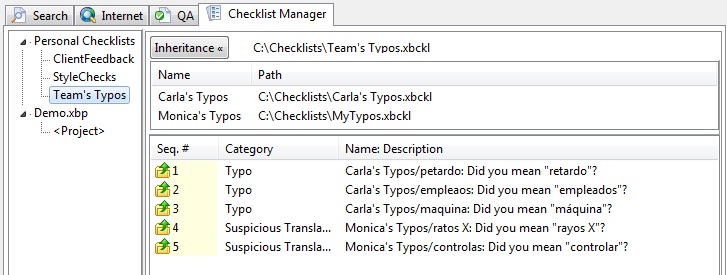 Search Internet QA Checklist Manager
Personal Checklists
ClientFeedback
StyleChecks
Team's Typos
Demo.xbp
<Project>
Inheritance « C:\Checklists\Team's Typos.xbckl
Name Path
Carla's Typos C:\Checklists\Carla's Typos.xbckl
Monica's Typos C:\Checklists\MyTypos.xbckl
Seq. # Category Name: Description
1 Typo Carla's Typos/petardo: Did you mean "retardo"?
2 Typo Carla's Typos/empleaos: Did you mean "empleados"?
3 Typo Carla's Typos/maquina: Did you mean "máquina"?
4 Suspicious Transla... Monica's Typos/ratos X: Did you mean "rayos X"?
5 Suspicious Transla... Monica's Typos/controlas: Did you mean "controlar"?